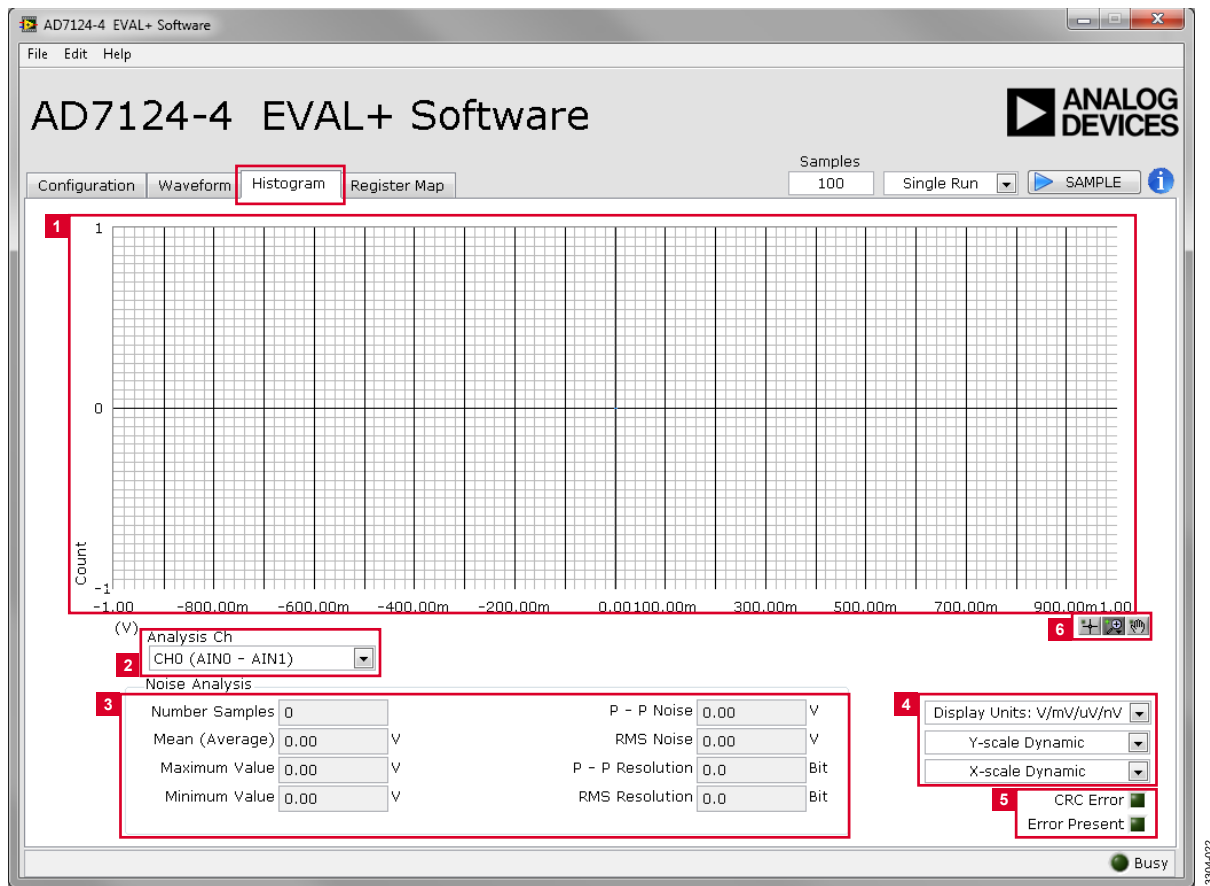 AD7124-4 EVAL+ Software
File Edit Help
AD7124-4 EVAL+ Software
ANALOG
DEVICES
Samples
Configuration Waveform Histogram Register Map 100 Single Run SAMPLE i
1
1
0
Count
-1
-1.00 -800.00m -600.00m -400.00m -200.00m 0.00 100.00m 300.00m 500.00m 700.00m 900.00m 1.00
(V)
6
Analysis Ch
2 CH0 (AIN0 - AIN1)
Noise Analysis
3
Number Samples 0 P - P Noise 0.00 V
Mean (Average) 0.00 V RMS Noise 0.00 V
Maximum Value 0.00 V P - P Resolution 0.0 Bit
Minimum Value 0.00 V RMS Resolution 0.0 Bit
4 Display Units: V/mV/uV/nV
Y-scale Dynamic
X-scale Dynamic
5 CRC Error
Error Present
Busy